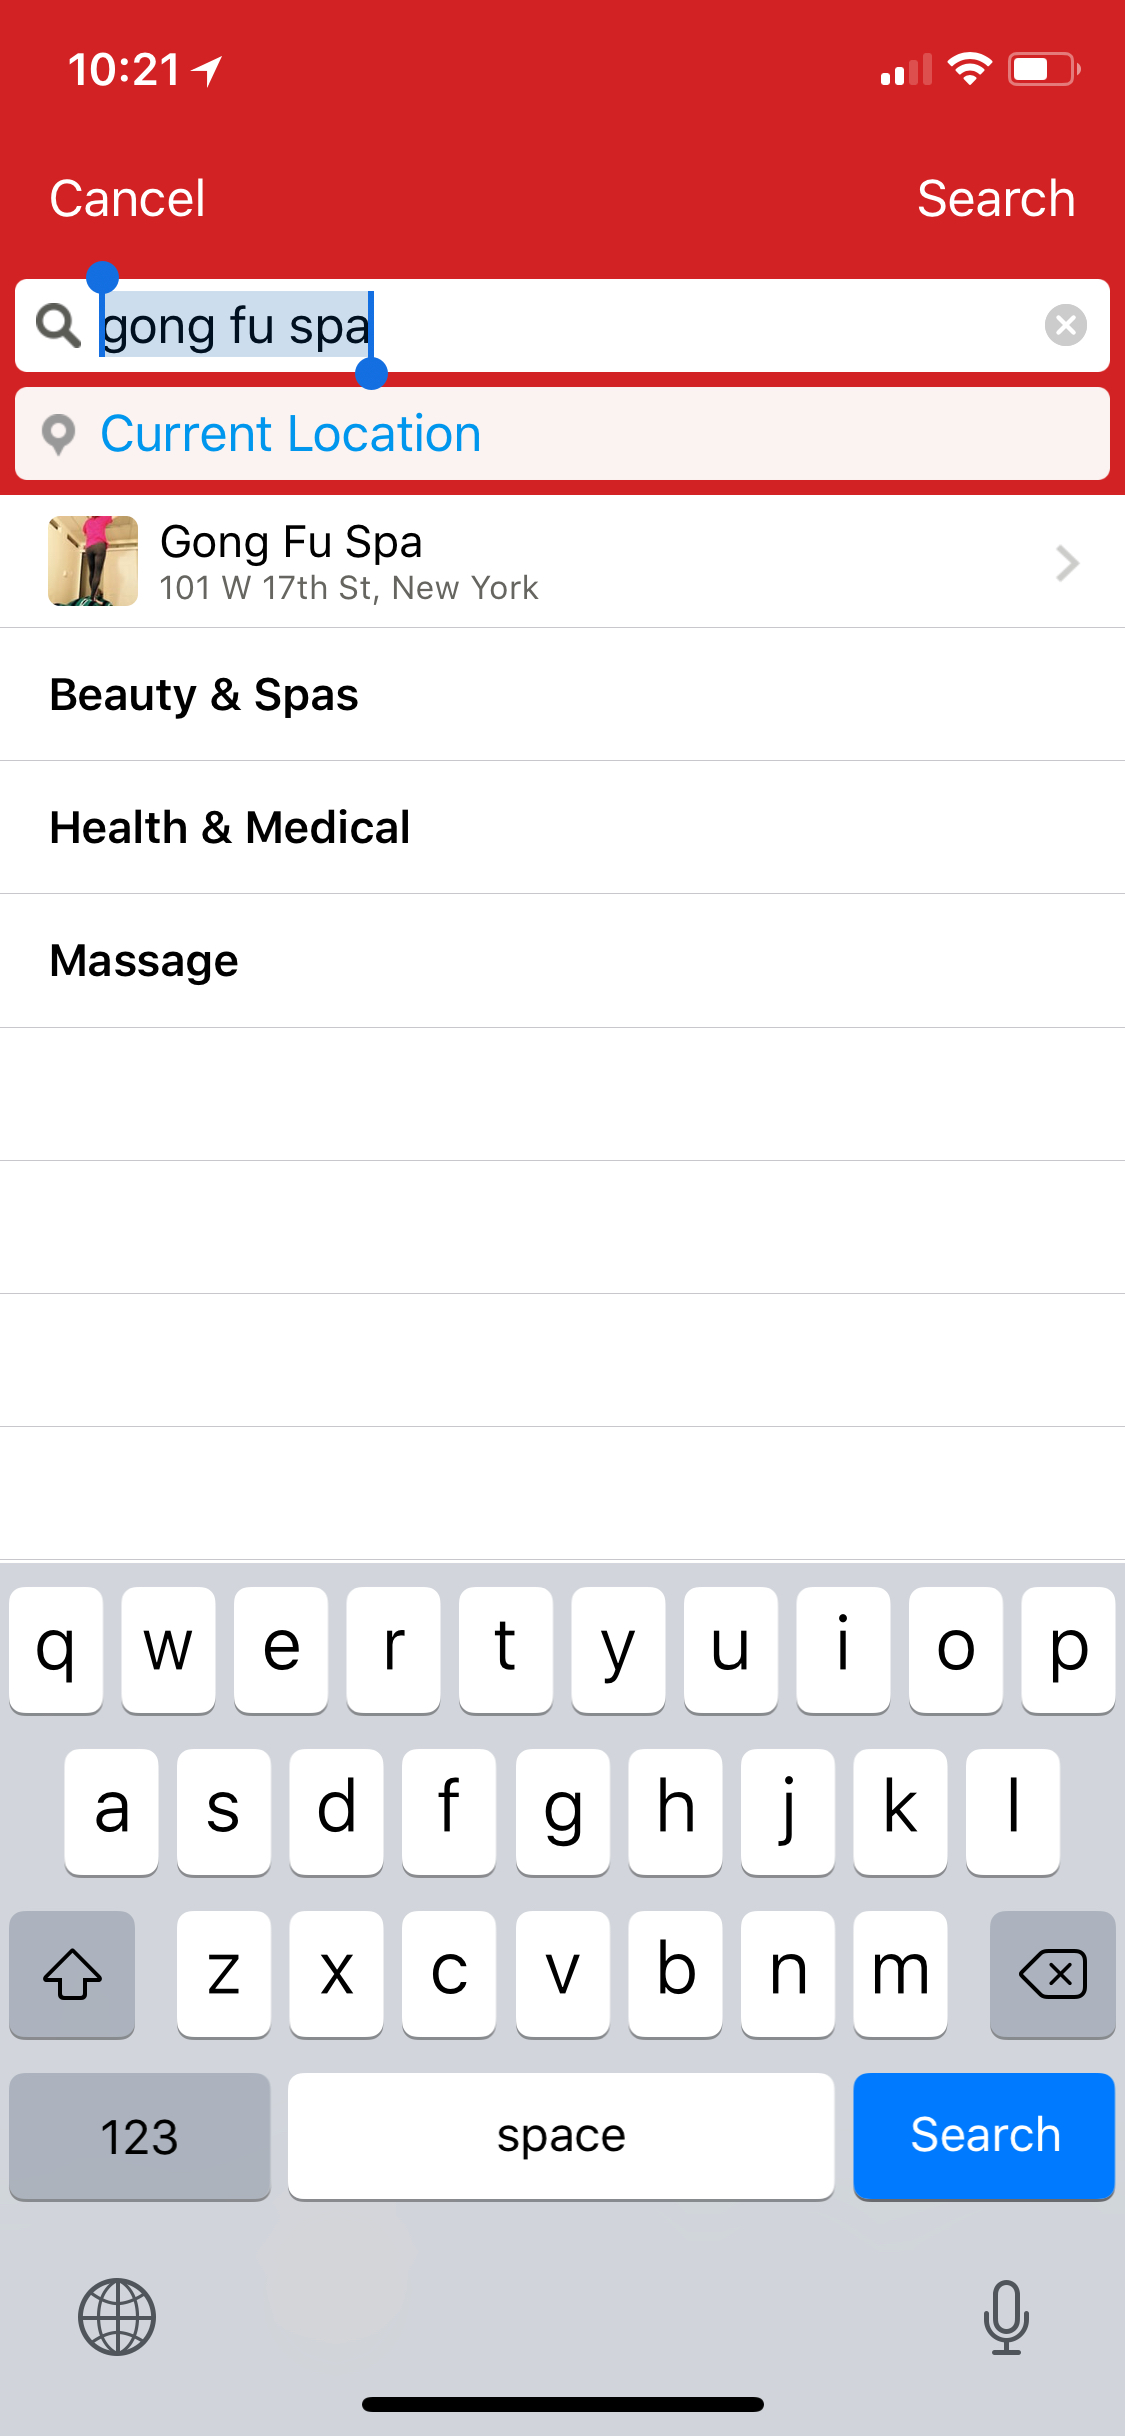 10:21
Cancel Search
gong fu spa
Current Location
Gong Fu Spa
101 W 17th St, New York
Beauty & Spas
Health & Medical
Massage
q w e r t y u i o p
a s d f g h j k l
z x c v b n m
123 space Search